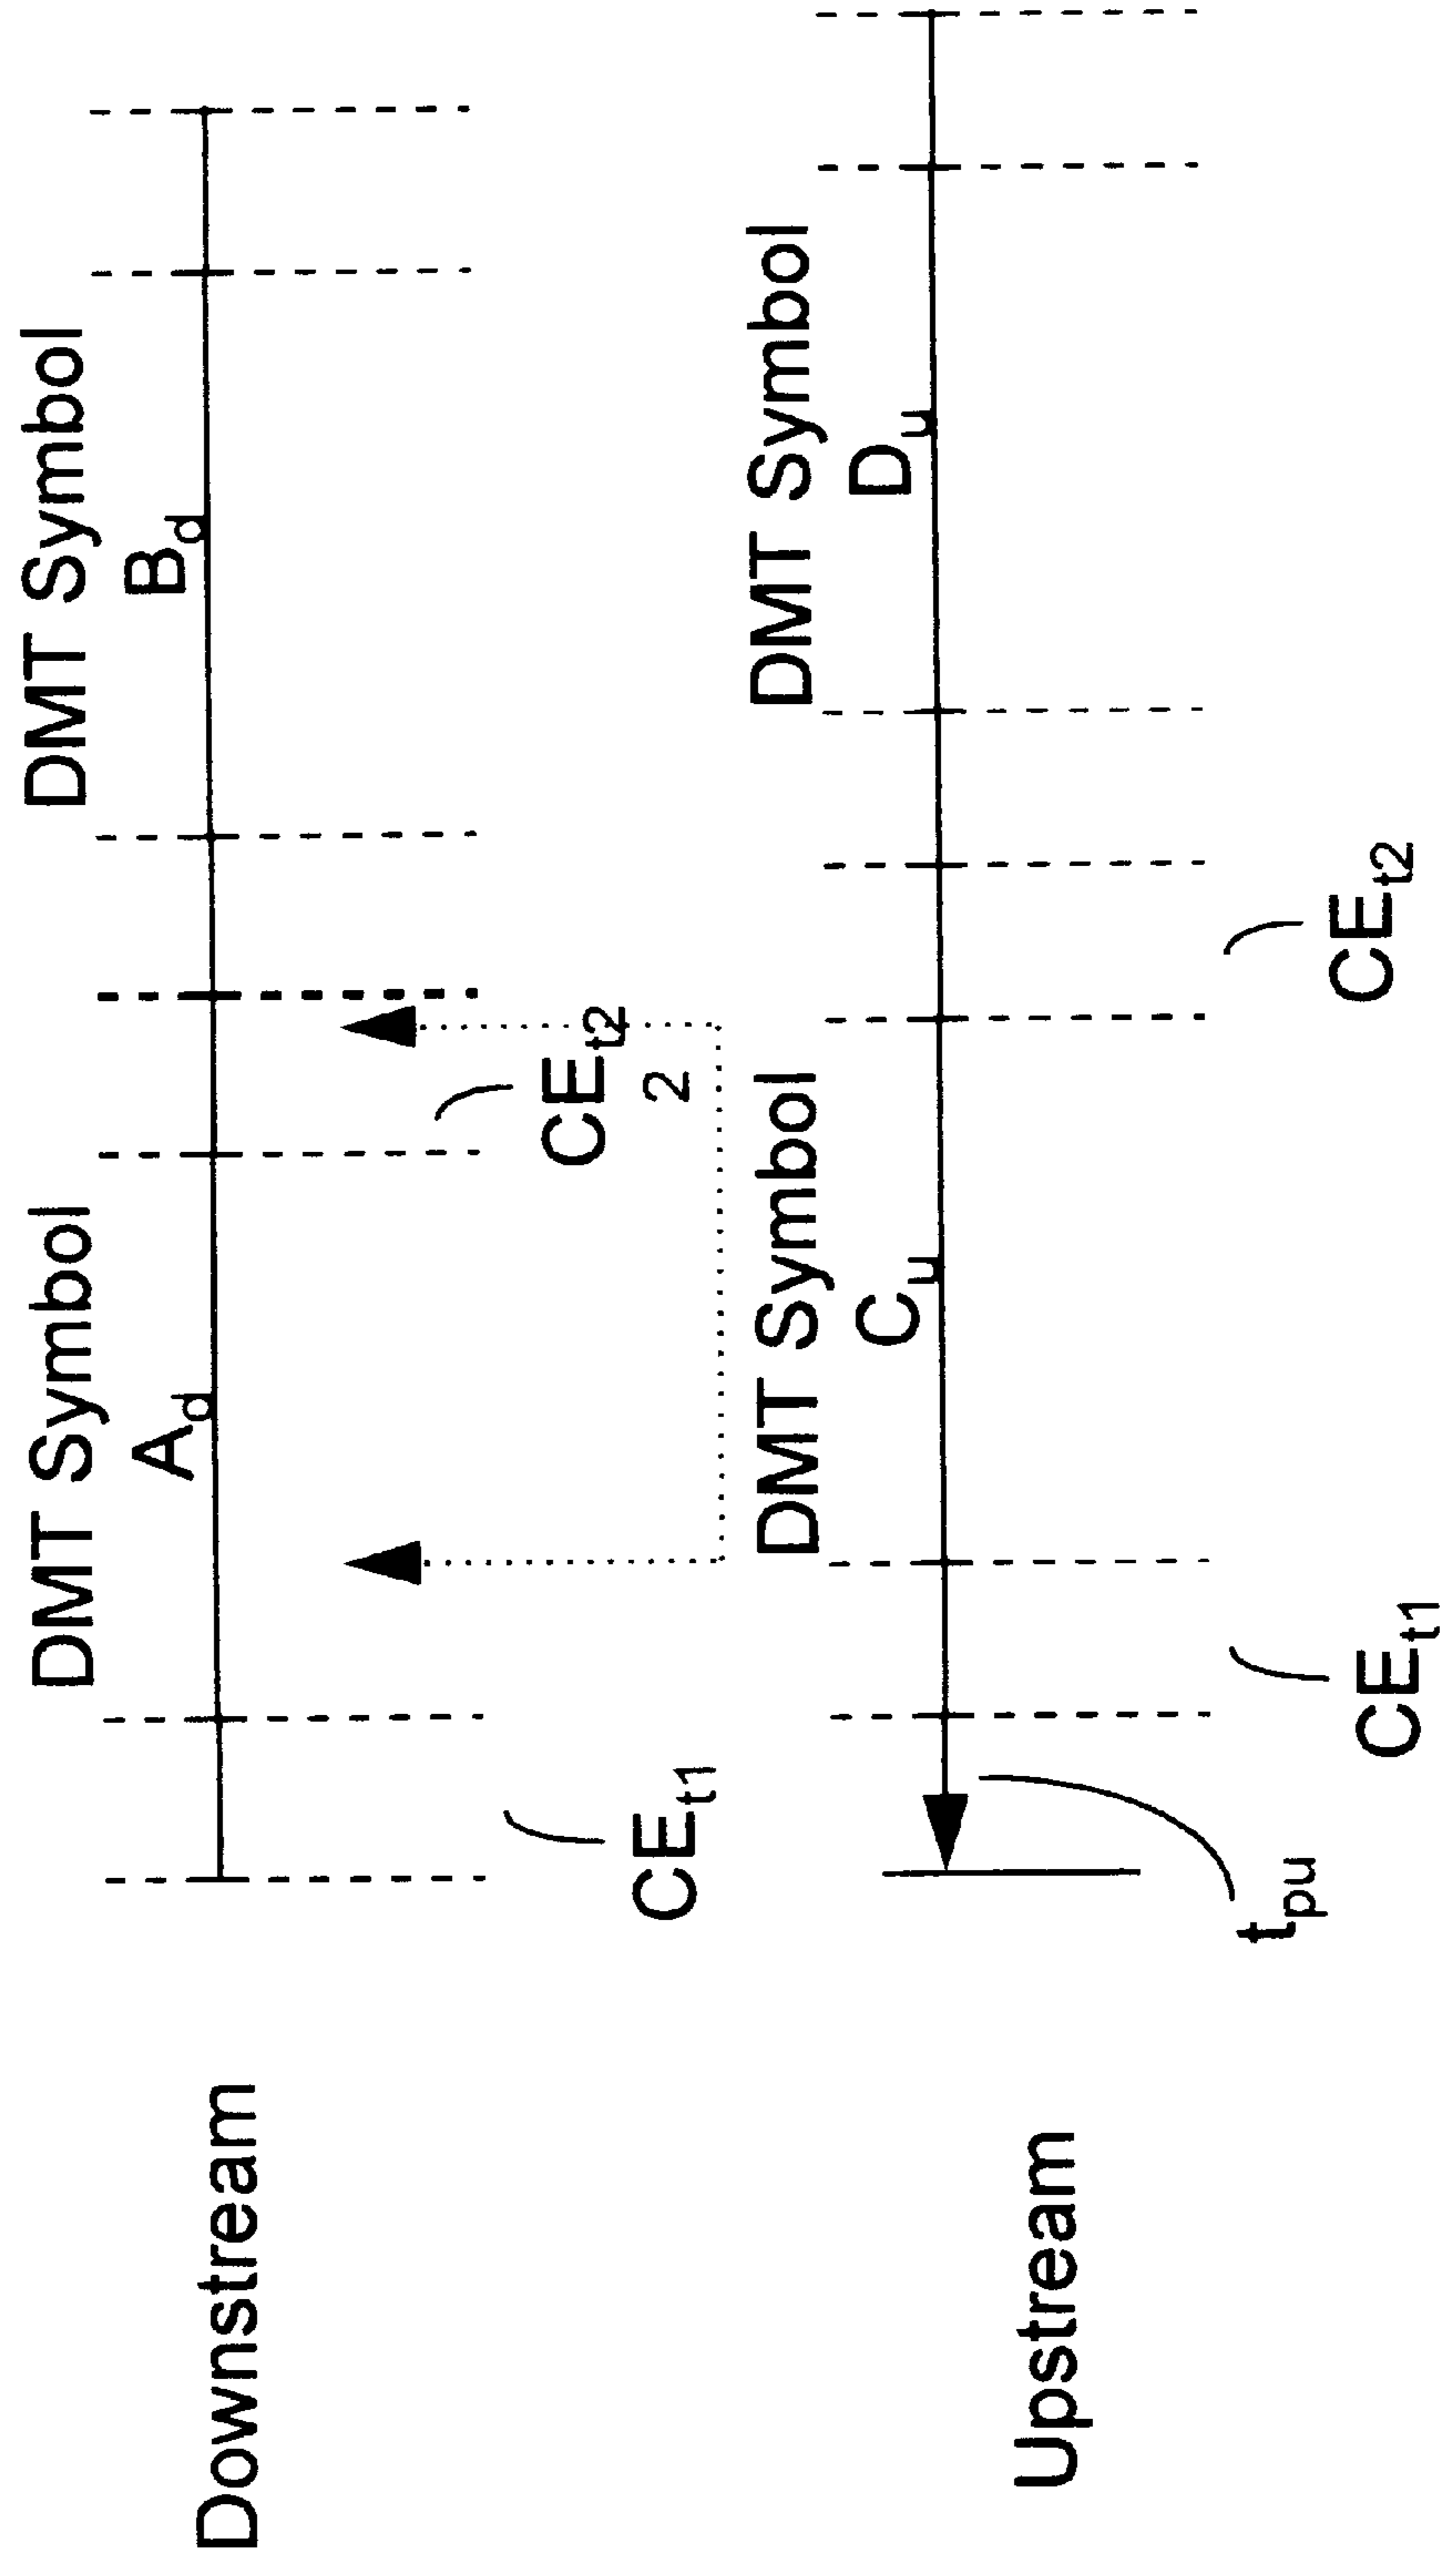 DMT Symbol
DMT Symbol
A_d
B_d
Downstream
CE_t1
CE_t2
2
DMT Symbol
DMT Symbol
C_u
D_u
Upstream
t_pu
CE_t1
CE_t2